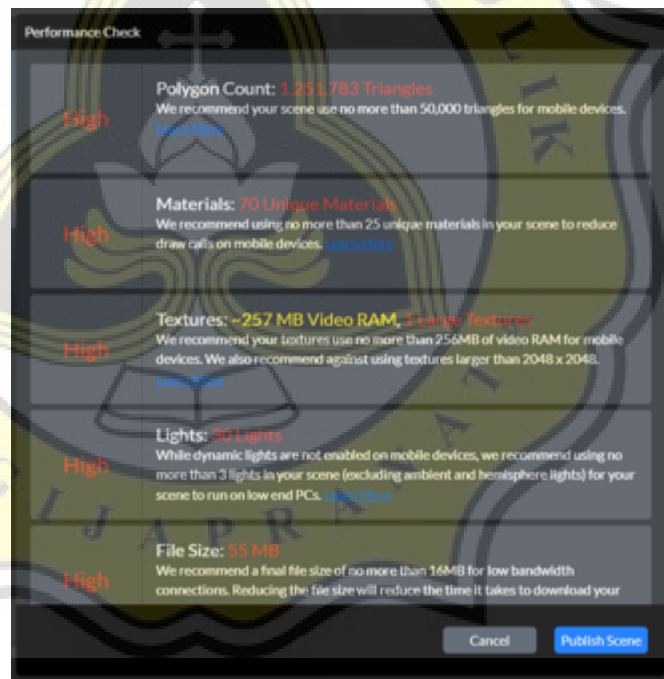 Performance Check
High
Polygon Count: 1,251,783 Triangles
We recommend your scene use no more than 50,000 triangles for mobile devices.
Learn More
High
Materials: 70 Unique Materials
We recommend using no more than 25 unique materials in your scene to reduce
draw calls on mobile devices. Learn More
High
Textures: ~257 MB Video RAM, 1 Large Textures
We recommend your textures use no more than 256MB of video RAM for mobile
devices. We also recommend against using textures larger than 2048 x 2048.
Learn More
High
Lights: 30 Lights
While dynamic lights are not enabled on mobile devices, we recommend using no
more than 3 lights in your scene (excluding ambient and hemisphere lights) for your
scene to run on low end PCs. Learn More
High
File Size: 55 MB
We recommend a final file size of no more than 16MB for low bandwidth
connections. Reducing the file size will reduce the time it takes to download your
Cancel
Publish Scene
LIK
GIJAPRANAT